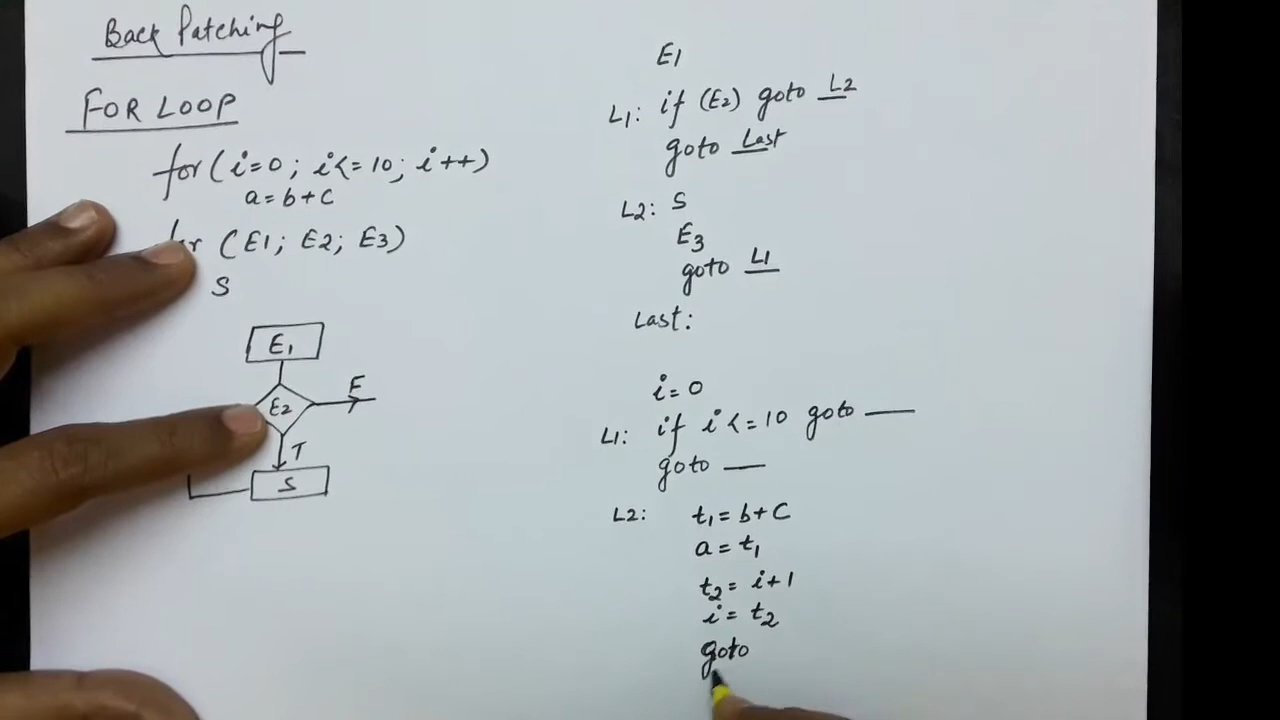 Back Patching
FOR LOOP
for (i=0; i<=10; i++)
a=b+c
(E1; E2; E3)
S
E1
E2
F
T
S
E1
L1: if (E2) goto L2
goto Last
L2: S
E3
goto L1
Last:
i=0
L1: if i<=10 goto __
goto __
L2: t1=b+c
a=t1
t2=i+1
i=t2
goto